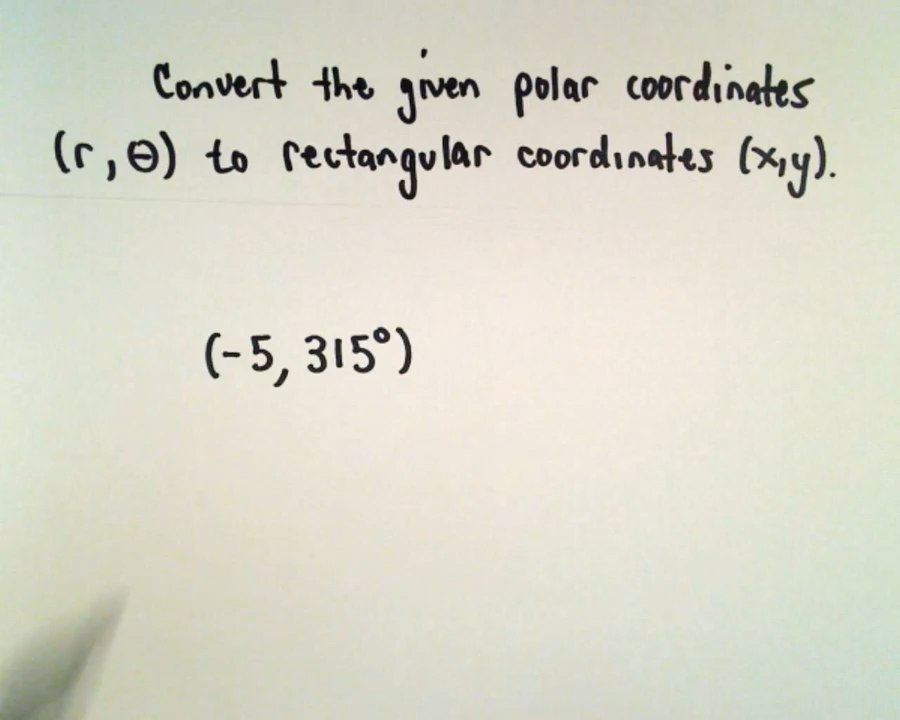 Convert the given polar coordinates
(r, θ) to rectangular coordinates (x,y).
(-5, 315°)